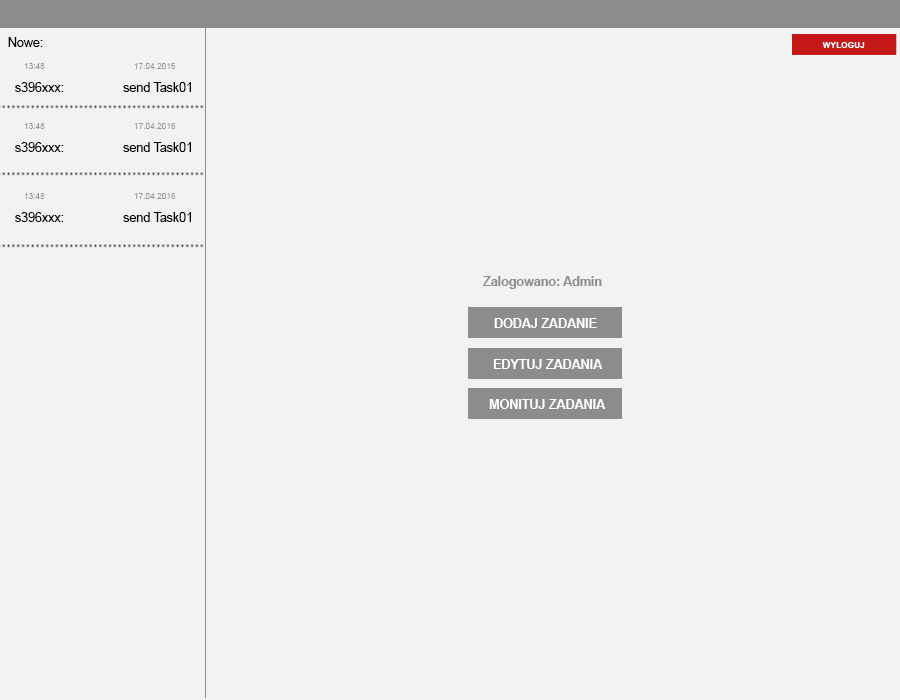 Nowe:
WYLOGUJ
13:48 17.04.2016
s396xxx: send Task01
13:48 17.04.2016
s396xxx: send Task01
13:48 17.04.2016
s396xxx: send Task01
Zalogowano: Admin
DODAJ ZADANIE
EDYTUJ ZADANIA
MONITUJ ZADANIA